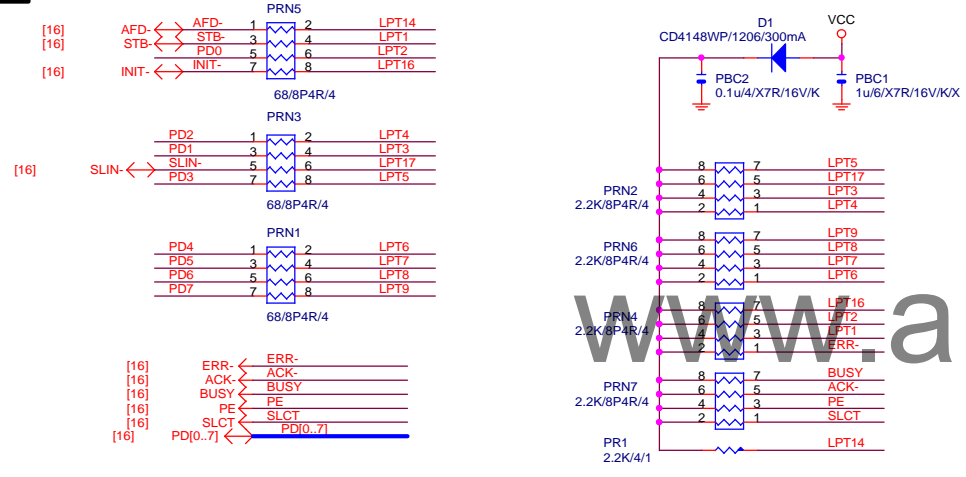 PRN5
[16] AFD- AFD- 1 2 LPT14
[16] STB- STB- 3 4 LPT1
PD0 5 6 LPT2
[16] INIT- INIT- 7 8 LPT16
68/8P4R/4
PRN3
PD2 1 2 LPT4
PD1 3 4 LPT3
[16] SLIN- SLIN- 5 6 LPT17
PD3 7 8 LPT5
68/8P4R/4
PRN1
PD4 1 2 LPT6
PD5 3 4 LPT7
PD6 5 6 LPT8
PD7 7 8 LPT9
68/8P4R/4
[16] ERR- ERR-
[16] ACK- ACK-
[16] BUSY BUSY
[16] PE PE
[16] SLCT SLCT
[16] PD[0..7] PD[0..7]
D1 VCC
CD4148WP/1206/300mA
PBC2
0.1u/4/X7R/16V/K
PBC1
1u/6/X7R/16V/K/X
8 7 LPT5
6 5 LPT17
PRN2 4 3 LPT3
2.2K/8P4R/4 2 1 LPT4
8 7 LPT9
PRN6 6 5 LPT8
2.2K/8P4R/4 4 3 LPT7
2 1 LPT6
8 7 LPT16
PRN4 6 5 LPT2
2.2K/8P4R/4 4 3 LPT1
2 1 ERR-
www.a
8 7 BUSY
PRN7 6 5 ACK-
2.2K/8P4R/4 4 3 PE
2 1 SLCT
PR1 LPT14
2.2K/4/1